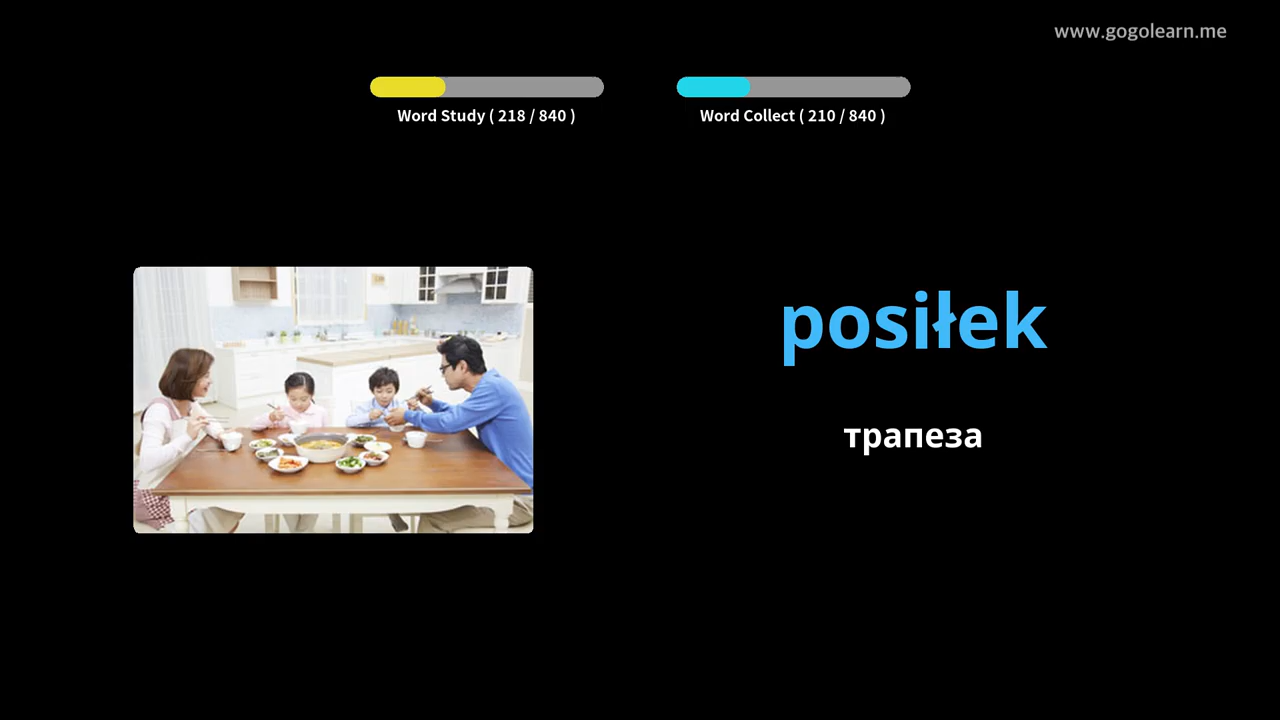 www.gogolearn.me
Word Study ( 218 / 840 )
Word Collect ( 210 / 840 )
posiłek
трапеза